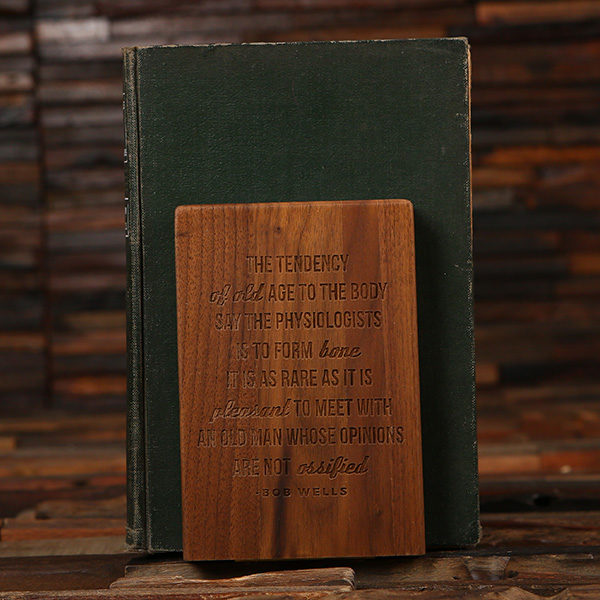 THE TENDENCY
of old AGE TO THE BODY
SAY THE PHYSIOLOGISTS
IS TO FORM bone
IT IS AS RARE AS IT IS
pleasant TO MEET WITH
AN OLD MAN WHOSE OPINIONS
ARE NOT ossified
-BOB WELLS